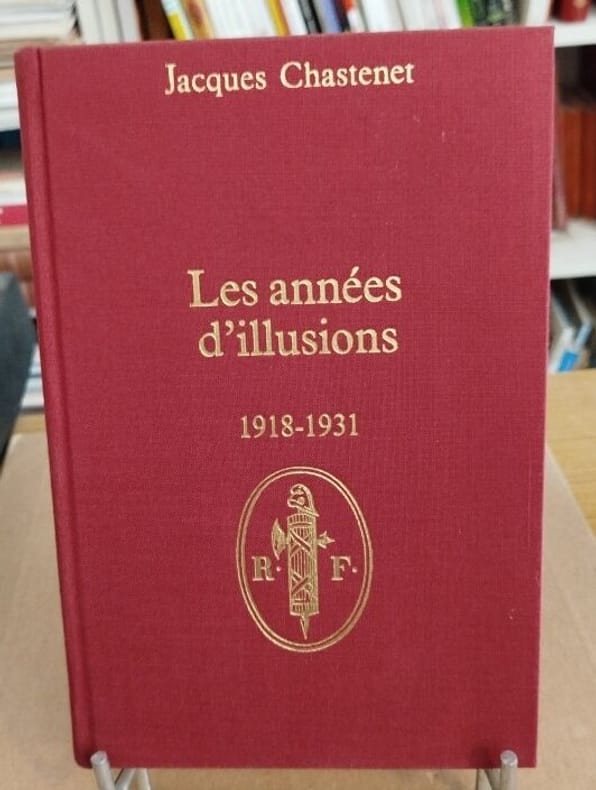 Jacques Chastenet
Les années
d'illusions
1918-1931
R. F.